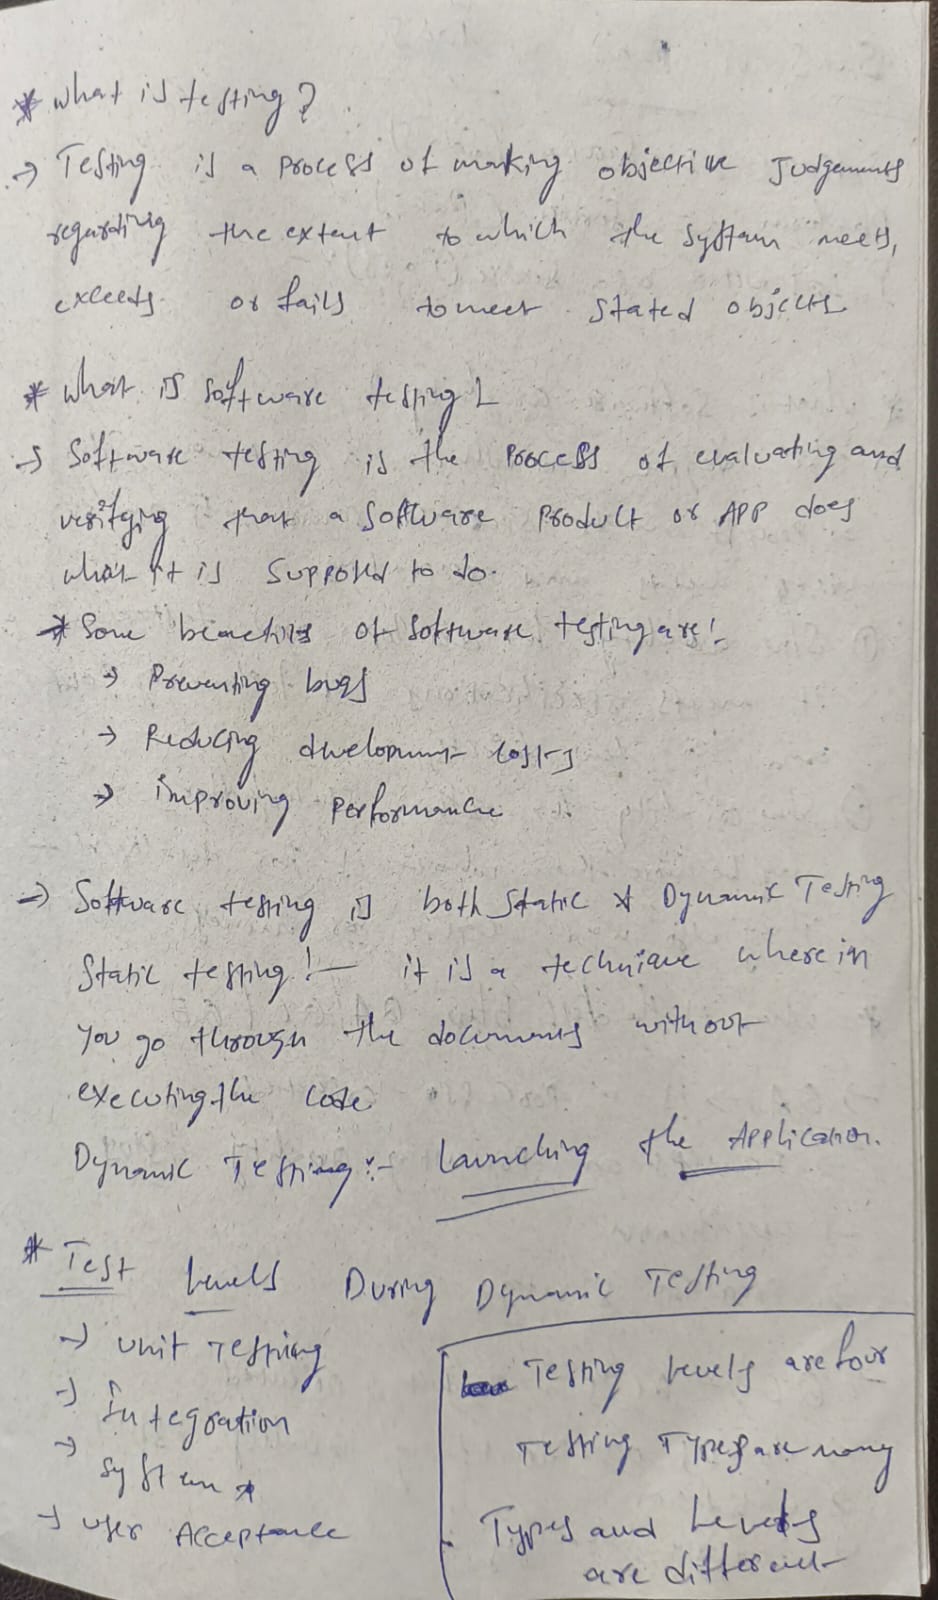 * What is testing?
→ Testing is a process of making objective Judgements
regarding the extent to which the system meets,
exceeds or fails to meet stated objects
* What is software testing?
→ Software testing is the process of evaluating and
verifying that a software product or APP does
what it is supposed to do.
* Some benefits of software testing are:
→ Preventing bugs
→ Reducing development costs
→ improving performance
→ Software testing is both Static & Dynamic Testing
Static testing:- it is a technique where in
you go through the documents without
executing the code
Dynamic Testing:- Launching the Application.
* Test Levels During Dynamic Testing
→ Unit Testing
→ Integration
→ System *
→ User Acceptance
Testing levels are four
Testing Types are many
Types and Levels
are different